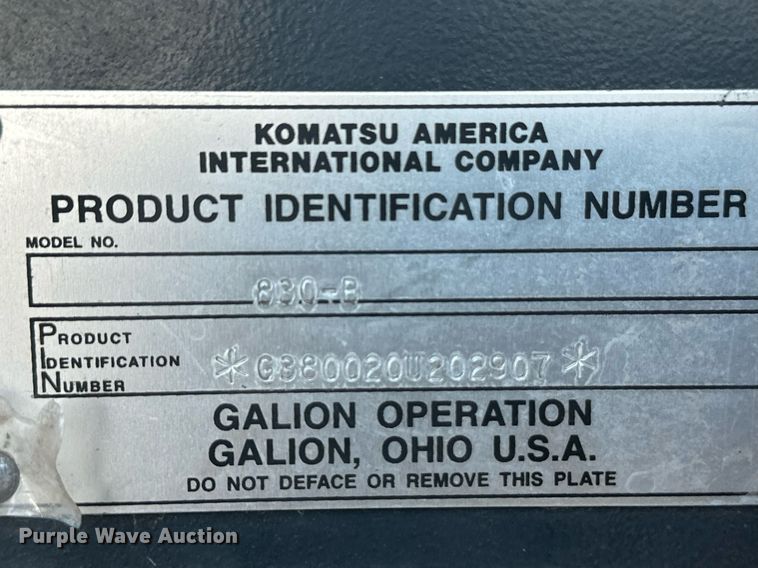 KOMATSU AMERICA
INTERNATIONAL COMPANY
PRODUCT IDENTIFICATION NUMBER
MODEL NO.
830-B
PRODUCT
IDENTIFICATION
NUMBER
*G380020U202907*
GALION OPERATION
GALION, OHIO U.S.A.
DO NOT DEFACE OR REMOVE THIS PLATE
Purple Wave Auction